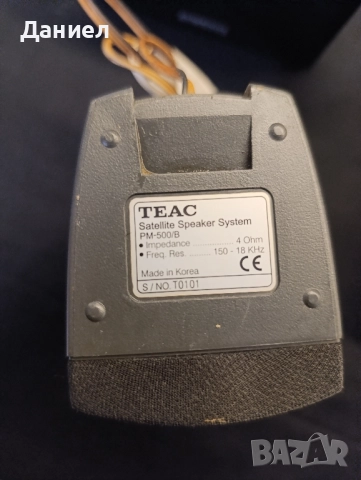 Даниел
TEAC
Satellite Speaker System
PM-500/B
• Impedance ........ 4 Ohm
• Freq. Res ..... 150 - 18 KHz
Made in Korea CE
S / NO. T0101
BAZAR